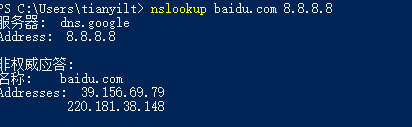 PS C:\Users\tianyilt> nslookup baidu.com 8.8.8.8
服务器:  dns.google
Address:  8.8.8.8

非权威应答:
名称:    baidu.com
Addresses:  39.156.69.79
          220.181.38.148